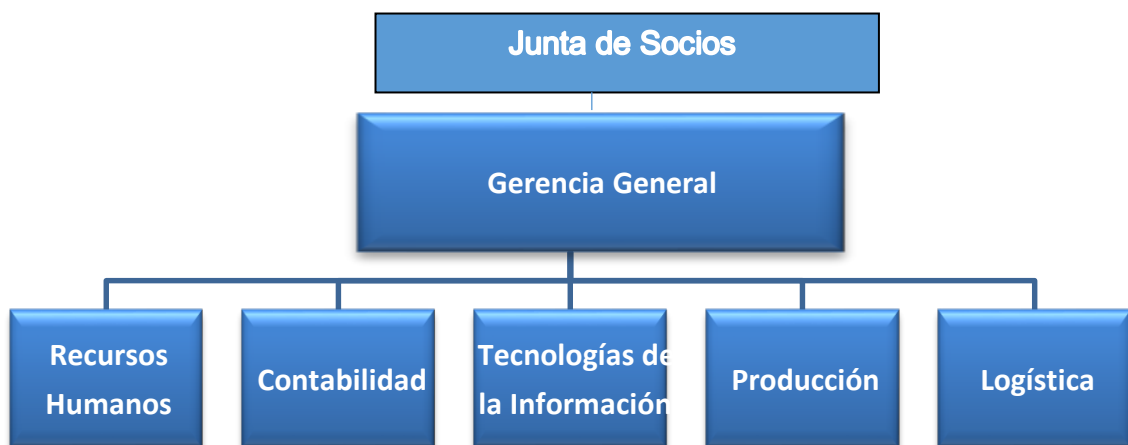 Junta de Socios
Gerencia General
Recursos
Humanos
Contabilidad
Tecnologías de
la Información
Producción
Logística